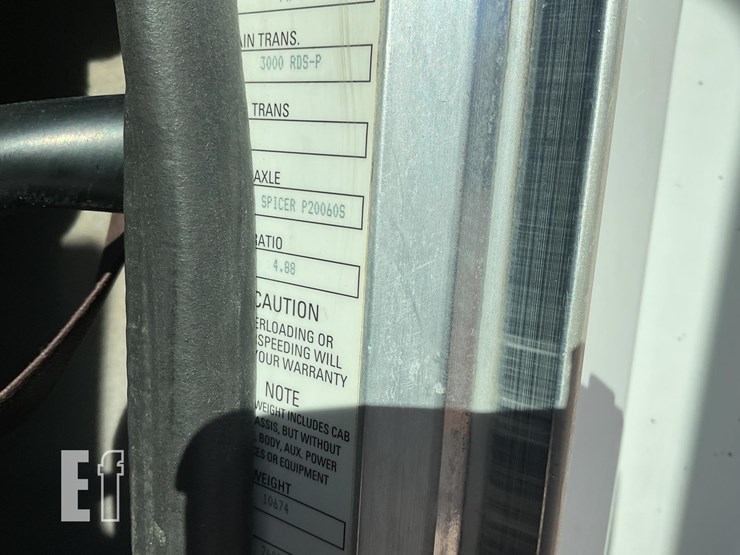 AIN TRANS.
3000 RDS-P
TRANS
AXLE
SPICER P20060S
RATIO
4.88
CAUTION
ERLOADING OR
SPEEDING WILL
YOUR WARRANTY
NOTE
WEIGHT INCLUDES CAB
ASSIS, BUT WITHOUT
BODY, AUX. POWER
ES OR EQUIPMENT
WEIGHT
10674
Ef